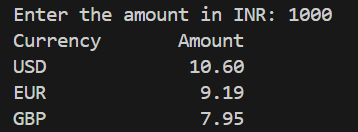 Enter the amount in INR: 1000
Currency       Amount
USD             10.60
EUR              9.19
GBP              7.95